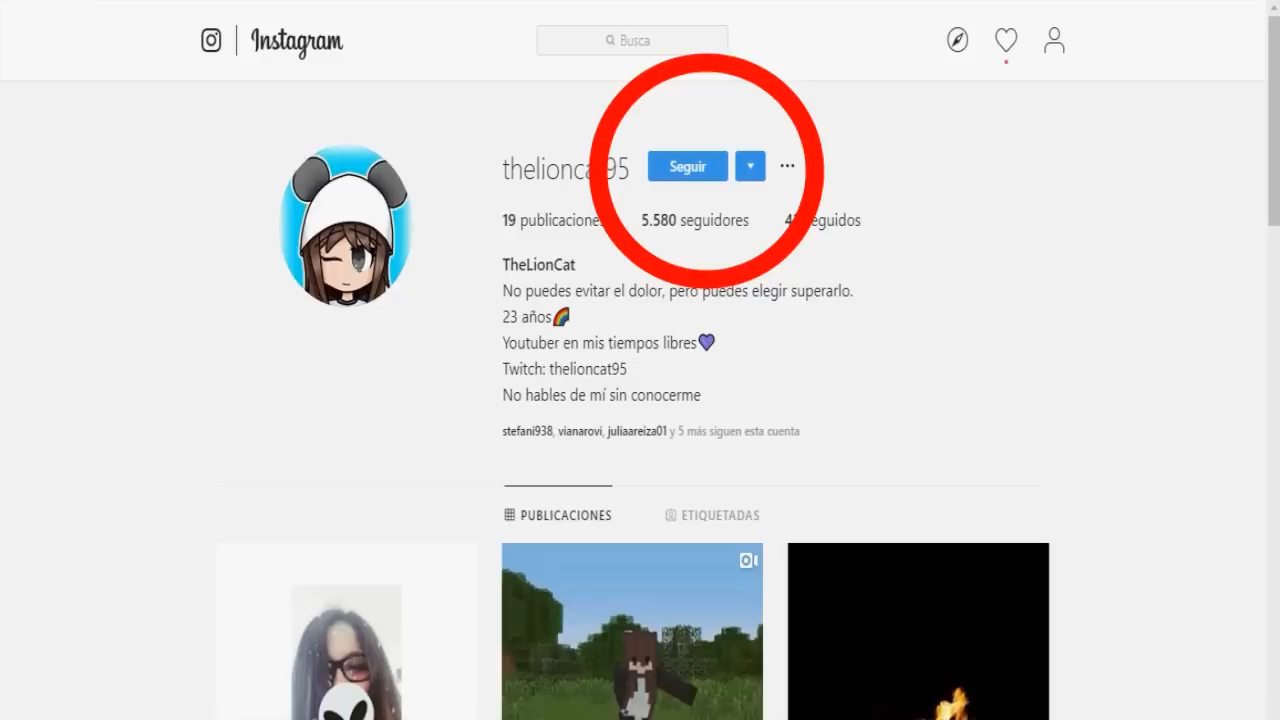 Instagram
Busca
thelioncat95
Seguir
19 publicaciones
5.580 seguidores
seguidos
TheLionCat
No puedes evitar el dolor, pero puedes elegir superarlo.
23 años🌈
Youtuber en mis tiempos libres💜
Twitch: thelioncat95
No hables de mí sin conocerme
stefani938, vianarovi, juliaareiza01 y 5 más siguen esta cuenta
PUBLICACIONES
ETIQUETADAS